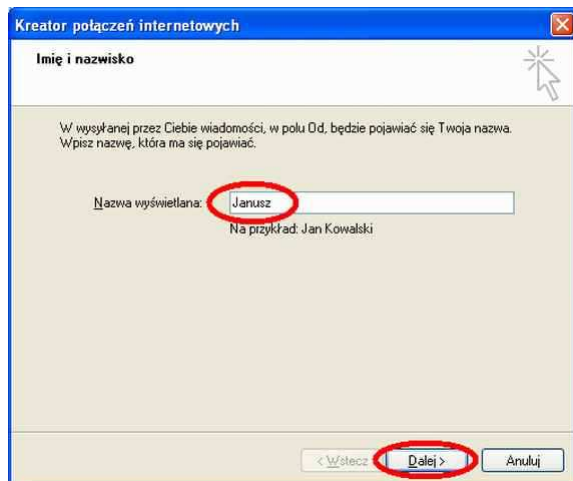 Kreator połączeń internetowych
Imię i nazwisko
W wysyłanej przez Ciebie wiadomości, w polu Od, będzie pojawiać się Twoja nazwa.
Wpisz nazwę, która ma się pojawiać.
Nazwa wyświetlana: Janusz
Na przykład: Jan Kowalski
< Wstecz Dalej > Anuluj